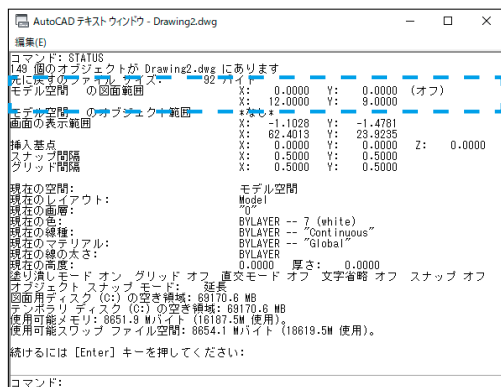 AutoCAD テキスト ウィンドウ - Drawing2.dwg
編集(E)
コマンド: STATUS
149 個のオブジェクトが Drawing2.dwg にあります
先に戻すのファイル サイズ: 92 バイト
モデル空間 の図面範囲 X: 0.0000 Y: 0.0000 (オフ)
X: 12.0000 Y: 9.0000
モデル空間 のオブジェクト範囲 *なし*
画面の表示範囲 X: -1.1028 Y: -1.4781
X: 62.4013 Y: 23.9235
挿入基点 X: 0.0000 Y: 0.0000 Z: 0.0000
スナップ間隔 X: 0.5000 Y: 0.5000
グリッド間隔 X: 0.5000 Y: 0.5000
現在の空間: モデル空間
現在のレイアウト: Model
現在の画層: "0"
現在の色: BYLAYER -- 7 (white)
現在の線種: BYLAYER -- "Continuous"
現在のマテリアル: BYLAYER -- "Global"
現在の線の太さ: BYLAYER
現在の高度: 0.0000 厚さ: 0.0000
塗り潰しモード オン グリッド オフ 直交モード オフ 文字省略 オフ スナップ オフ
オブジェクト スナップ モード: 延長
図面用ディスク (C:) の空き領域: 69170.6 MB
テンポラリ ディスク (C:) の空き領域: 69170.6 MB
使用可能メモリ: 8651.9 Mバイト (16187.5M 使用)。
使用可能スワップ ファイル空間: 8654.1 Mバイト (18619.5M 使用)。
続けるには [Enter] キーを押してください:
コマンド: